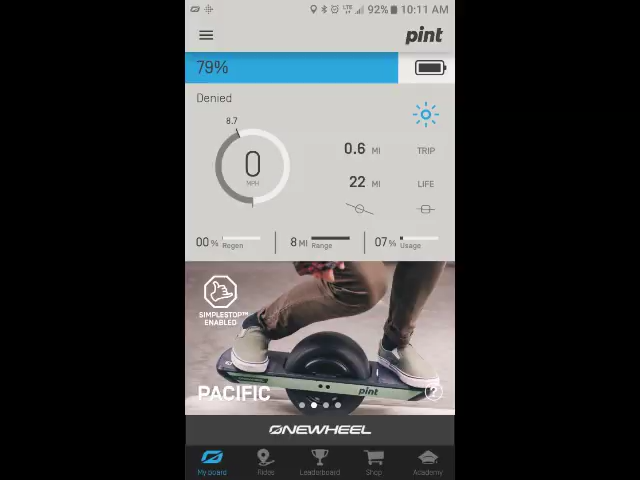 LTE 92% 10:11 AM
pint
79%
Denied
8.7
0
MPH
0.6 MI TRIP
22 MI LIFE
00% Regen
8 MI Range
07% Usage
SIMPLESTOP™
ENABLED
pint
PACIFIC
?
ONEWHEEL
My board Rides Leaderboard Shop Academy